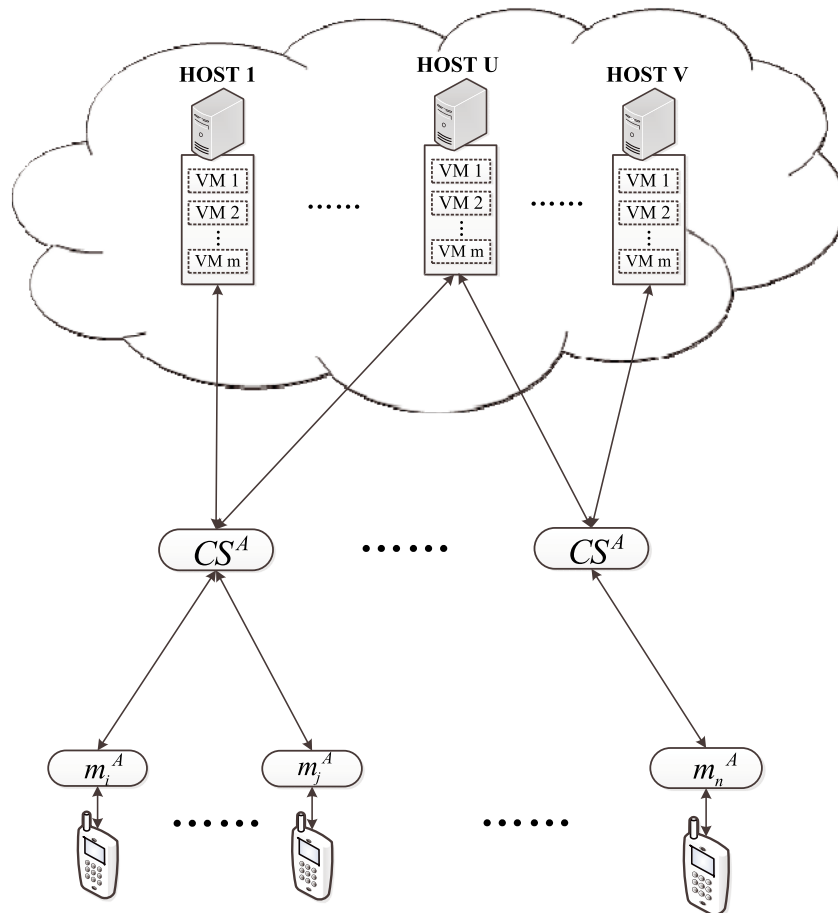 HOST 1
HOST U
HOST V
VM 1
VM 2
VM m
......
VM 1
VM 2
VM m
......
VM 1
VM 2
VM m
CS^A
......
CS^A
m_i^A
m_j^A
m_n^A
......
......